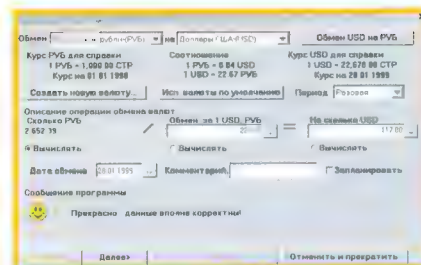 Обмен рубли(РУБ) на Доллары США(USD) Обмен USD на РУБ
Курс РУБ для справки Соотношение Курс USD для справки
1 РУБ = 1,000 00 СТР 1 РУБ = 0 04 USD 1 USD = 22,670 00 СТР
Курс на 01 01 1998 1 USD = 22 67 РУБ Курс на 20 01 1999
Создать новую валюту... Исп валюты по умолчанию Период Разовая
Описание операции обмена валют
Сколько РУБ Обмен за 1 USD, РУБ На сколько USD
2 652 39 / = 117.00
Вычислять Вычислять Вычислять
Дата обмена 20.01 1999 Комментарий, Запланировать
Сообщение программы
Прекрасно данные вполне корректны!
Далее> Отменить и прекратить